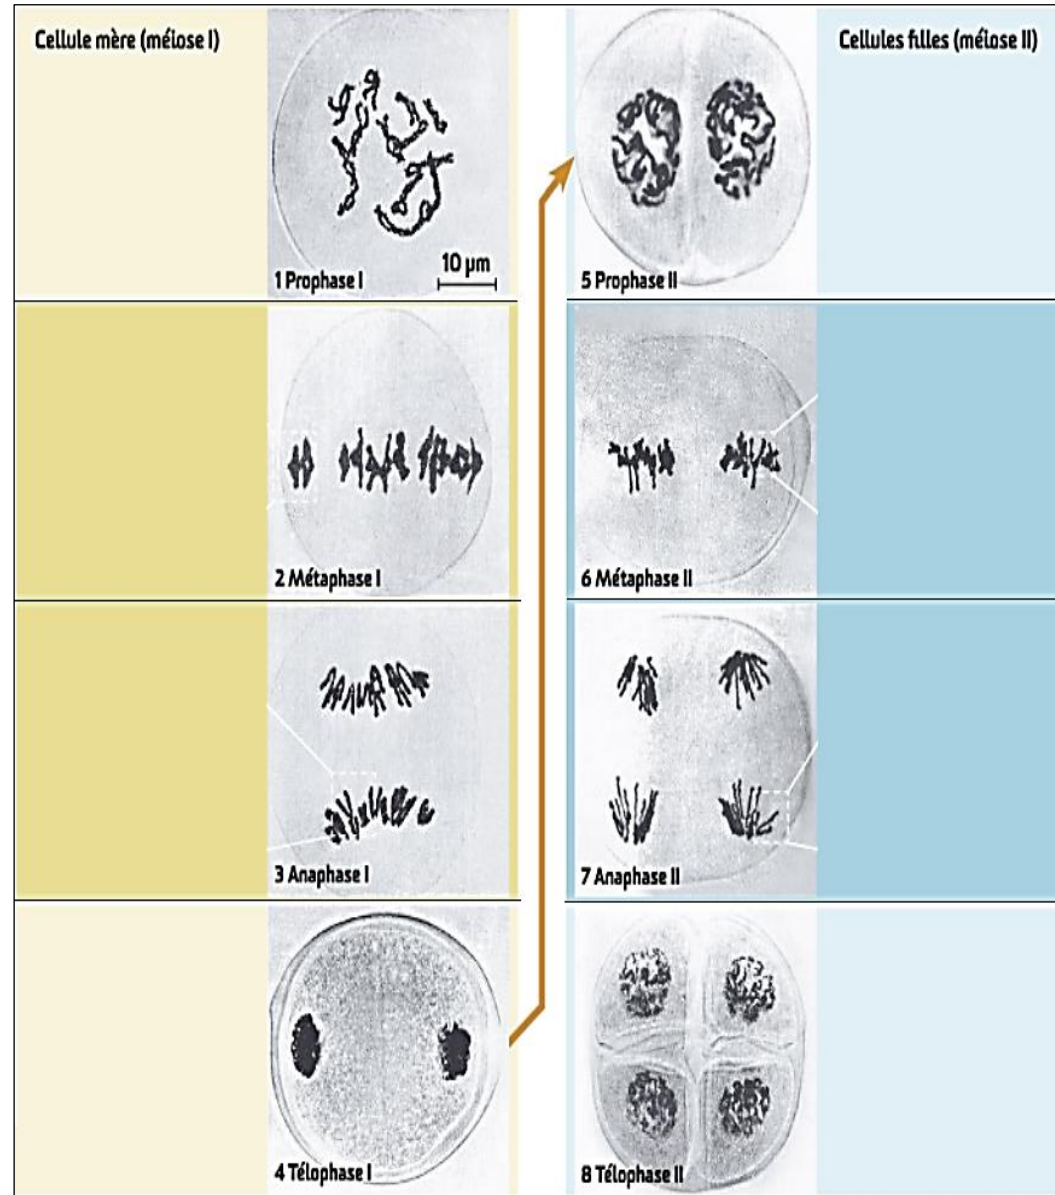 Cellule mère (méiose I)
1 Prophase I
10 µm
2 Métaphase I
3 Anaphase I
4 Télophase I
Cellules filles (méiose II)
5 Prophase II
6 Métaphase II
7 Anaphase II
8 Télophase II